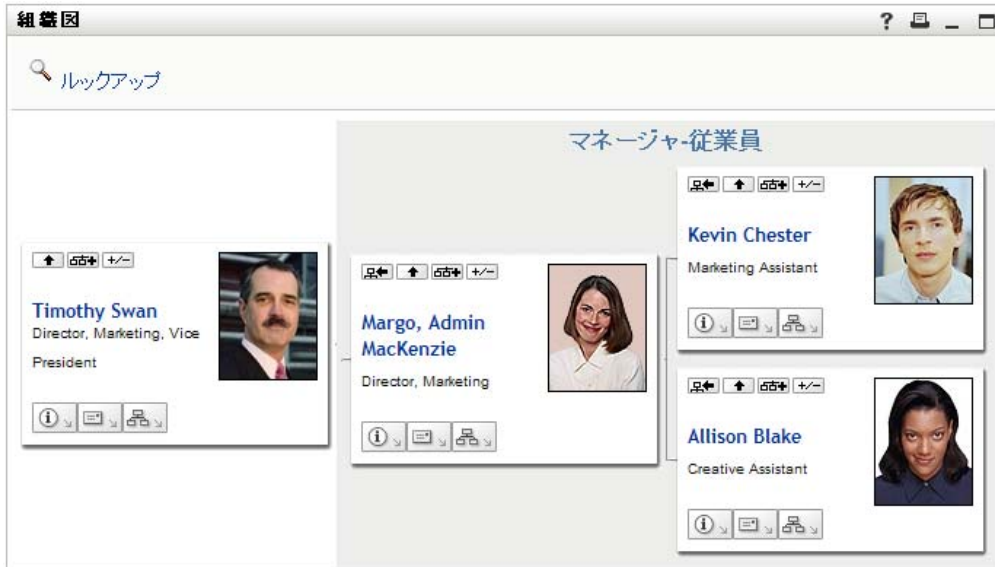 組織図
?
ルックアップ
マネージャ-従業員
+/-
Timothy Swan
Director, Marketing, Vice
President
+/-
Margo, Admin
MacKenzie
Director, Marketing
+/-
Kevin Chester
Marketing Assistant
+/-
Allison Blake
Creative Assistant